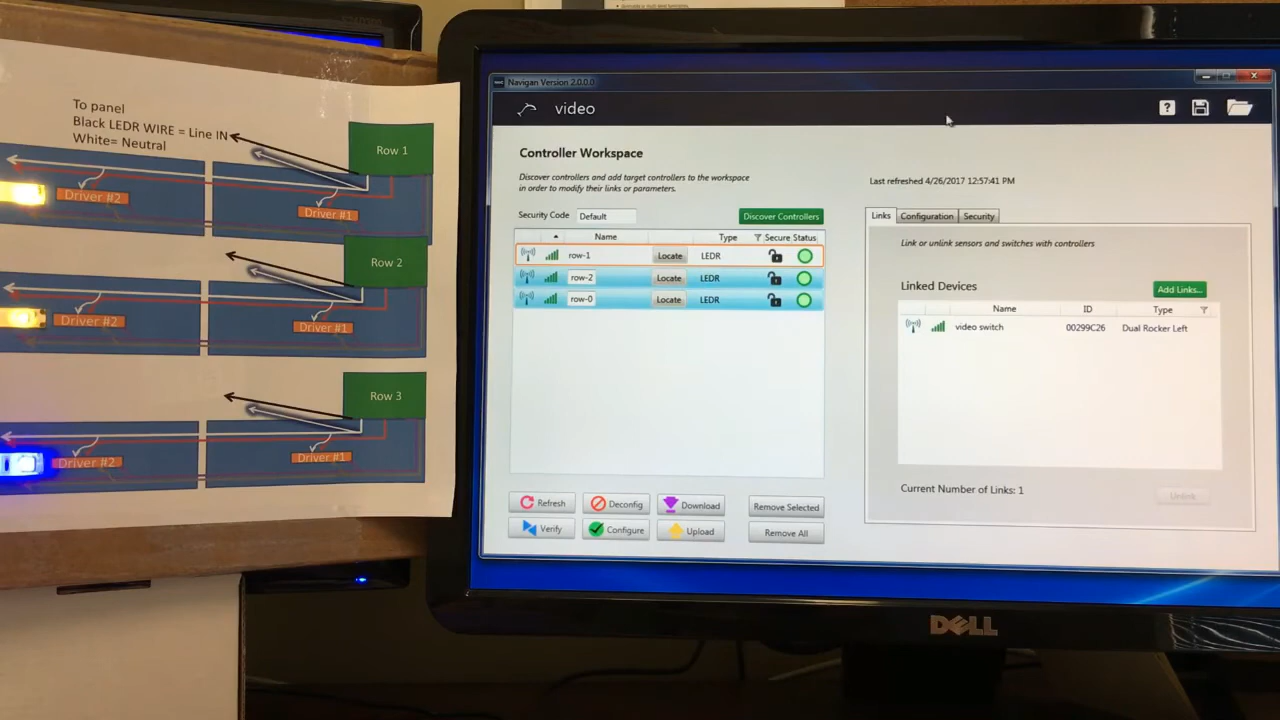 To panel
Black LEDR WIRE = Line IN
White= Neutral
Row 1
Driver #2
Driver #1
Row 2
Driver #2
Driver #1
Row 3
Driver #2
Driver #1
Navigan Version 2.0.0.0
video
?
Controller Workspace
Discover controllers and add target controllers to the workspace
in order to modify their links or parameters.
Last refreshed 4/26/2017 12:57:41 PM
Security Code Default Discover Controllers
Name Type Secure Status
row-1 Locate LEDR
row-2 Locate LEDR
row-0 Locate LEDR
Refresh Deconfig Download Remove Selected
Verify Configure Upload Remove All
Links Configuration Security
Link or unlink sensors and switches with controllers
Linked Devices Add Links...
Name ID Type
video switch 00299C26 Dual Rocker Left
Current Number of Links: 1 Unlink
DELL